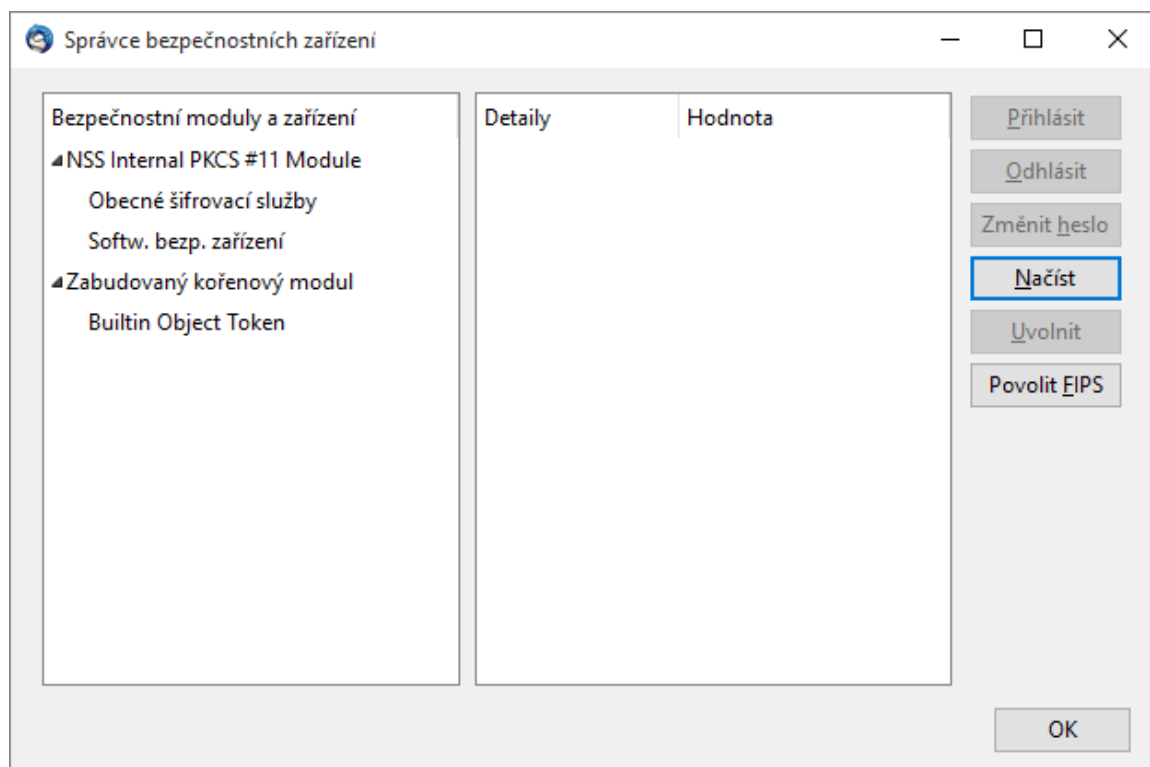 Správce bezpečnostních zařízení
Bezpečnostní moduly a zařízení
NSS Internal PKCS #11 Module
Obecné šifrovací služby
Softw. bezp. zařízení
Zabudovaný kořenový modul
Builtin Object Token
Detaily Hodnota
Přihlásit
Odhlásit
Změnit heslo
Načíst
Uvolnit
Povolit FIPS
OK